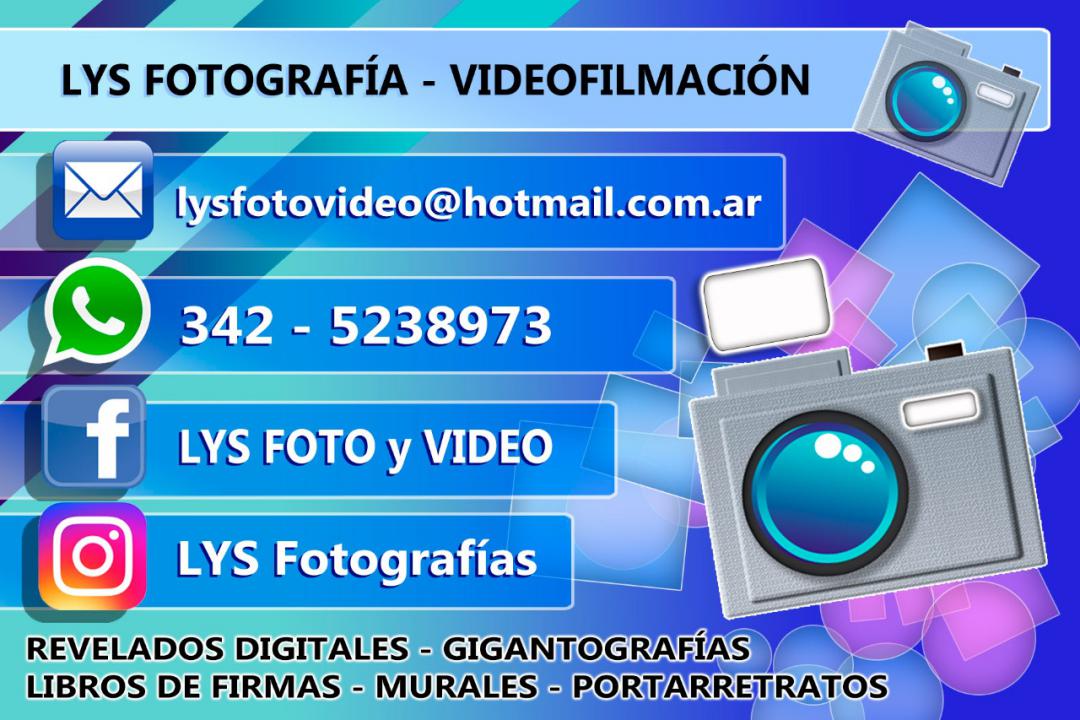 LYS FOTOGRAFÍA - VIDEOFILMACIÓN
lysfotovideo@hotmail.com.ar
342 - 5238973
LYS FOTO y VIDEO
LYS Fotografías
REVELADOS DIGITALES - GIGANTOGRAFÍAS
LIBROS DE FIRMAS - MURALES - PORTARRETRATOS